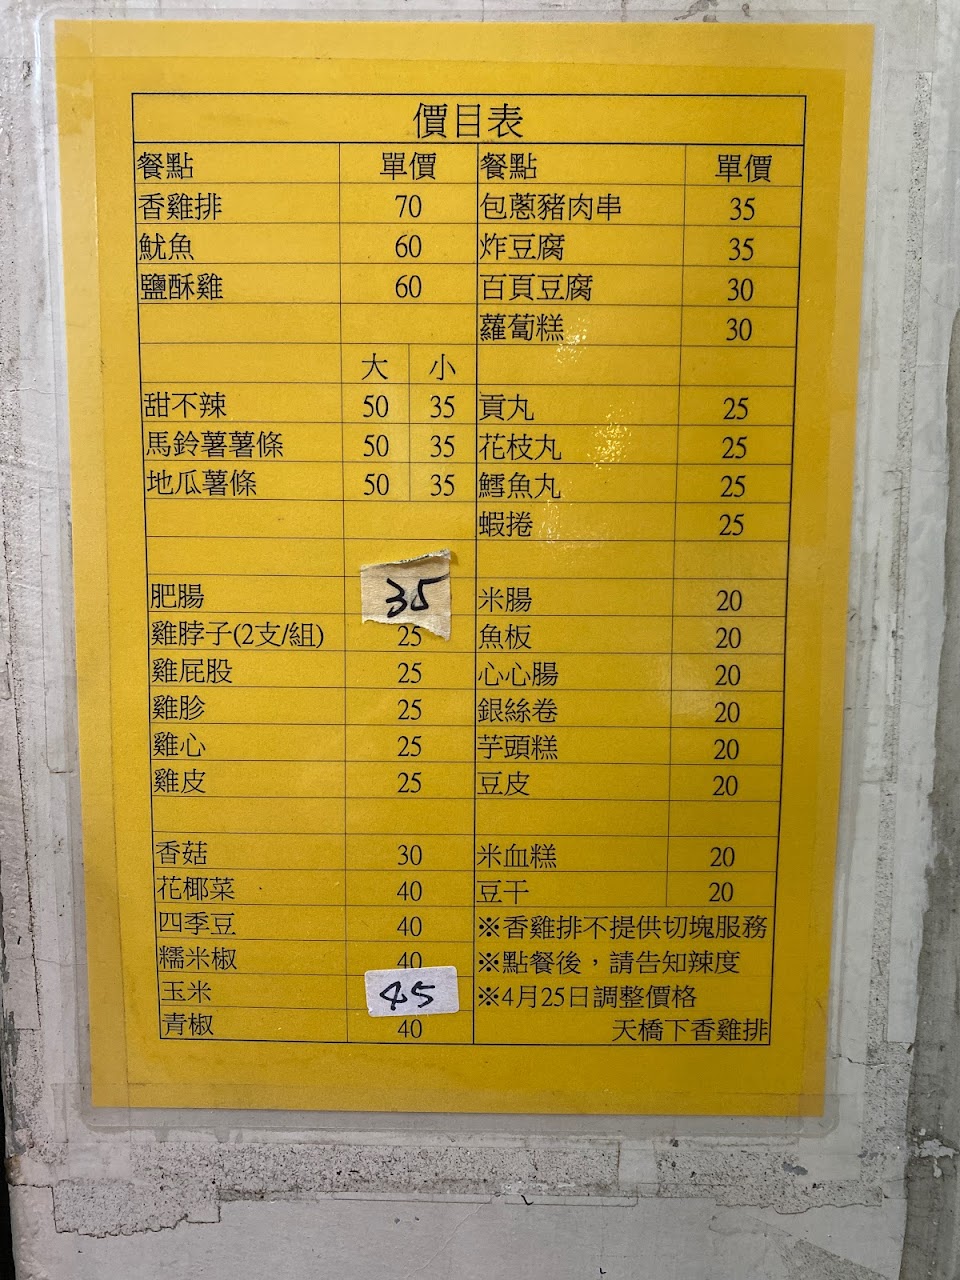 價目表
餐點 單價 餐點 單價
香雞排 70 包蔥豬肉串 35
魷魚 60 炸豆腐 35
鹽酥雞 60 百頁豆腐 30
蘿蔔糕 30
大 小
甜不辣 50 35 貢丸 25
馬鈴薯薯條 50 35 花枝丸 25
地瓜薯條 50 35 鱈魚丸 25
蝦捲 25
肥腸 35 米腸 20
雞脖子(2支/組) 25 魚板 20
雞屁股 25 心心腸 20
雞胗 25 銀絲卷 20
雞心 25 芋頭糕 20
雞皮 25 豆皮 20
香菇 30 米血糕 20
花椰菜 40 豆干 20
四季豆 40 ※香雞排不提供切塊服務
糯米椒 40 ※點餐後，請告知辣度
玉米 45 ※4月25日調整價格
青椒 40 天橋下香雞排